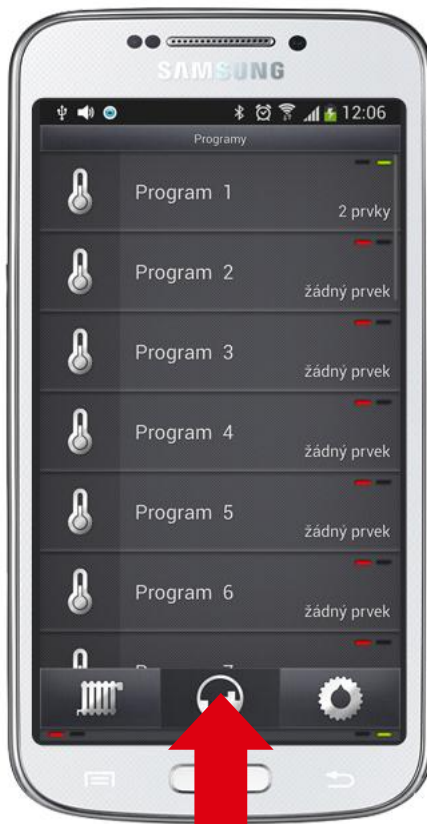 SAMSUNG
12:06
Programy
Program 1
2 prvky
Program 2
žádný prvek
Program 3
žádný prvek
Program 4
žádný prvek
Program 5
žádný prvek
Program 6
žádný prvek